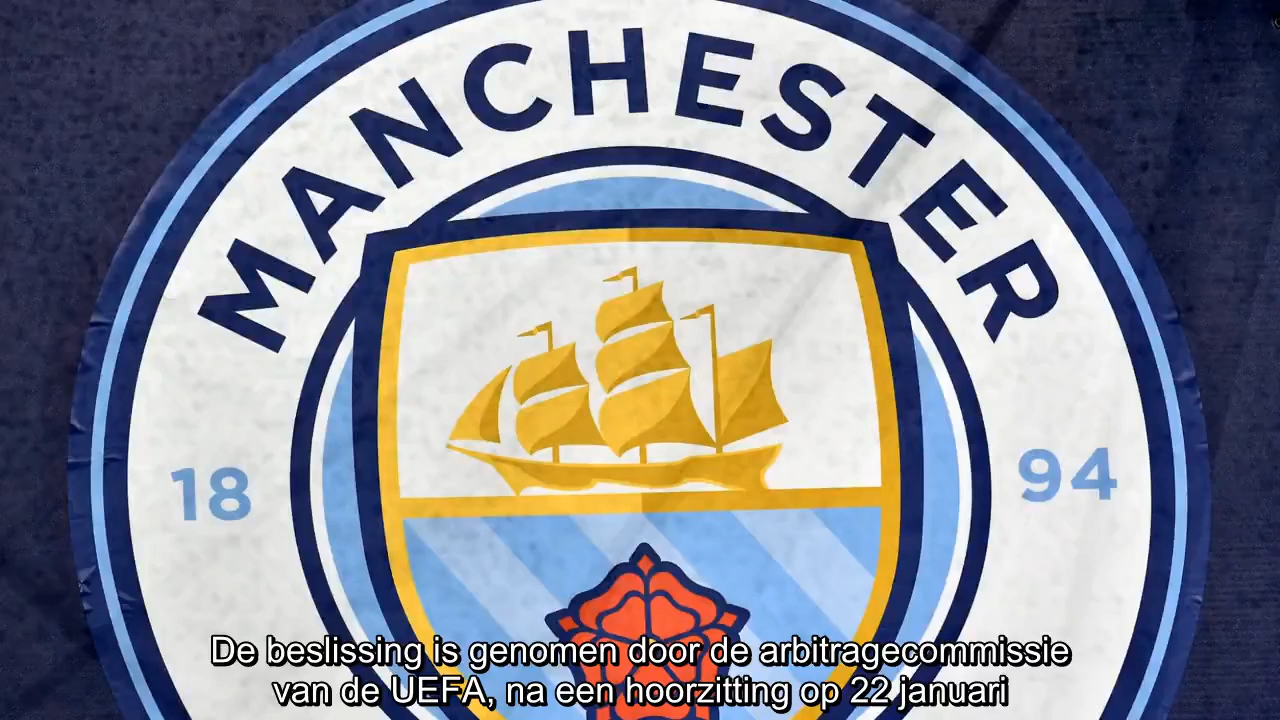 MANCHESTER
18 94
De beslissing is genomen door de arbitragecommissie
van de UEFA, na een hoorzitting op 22 januari